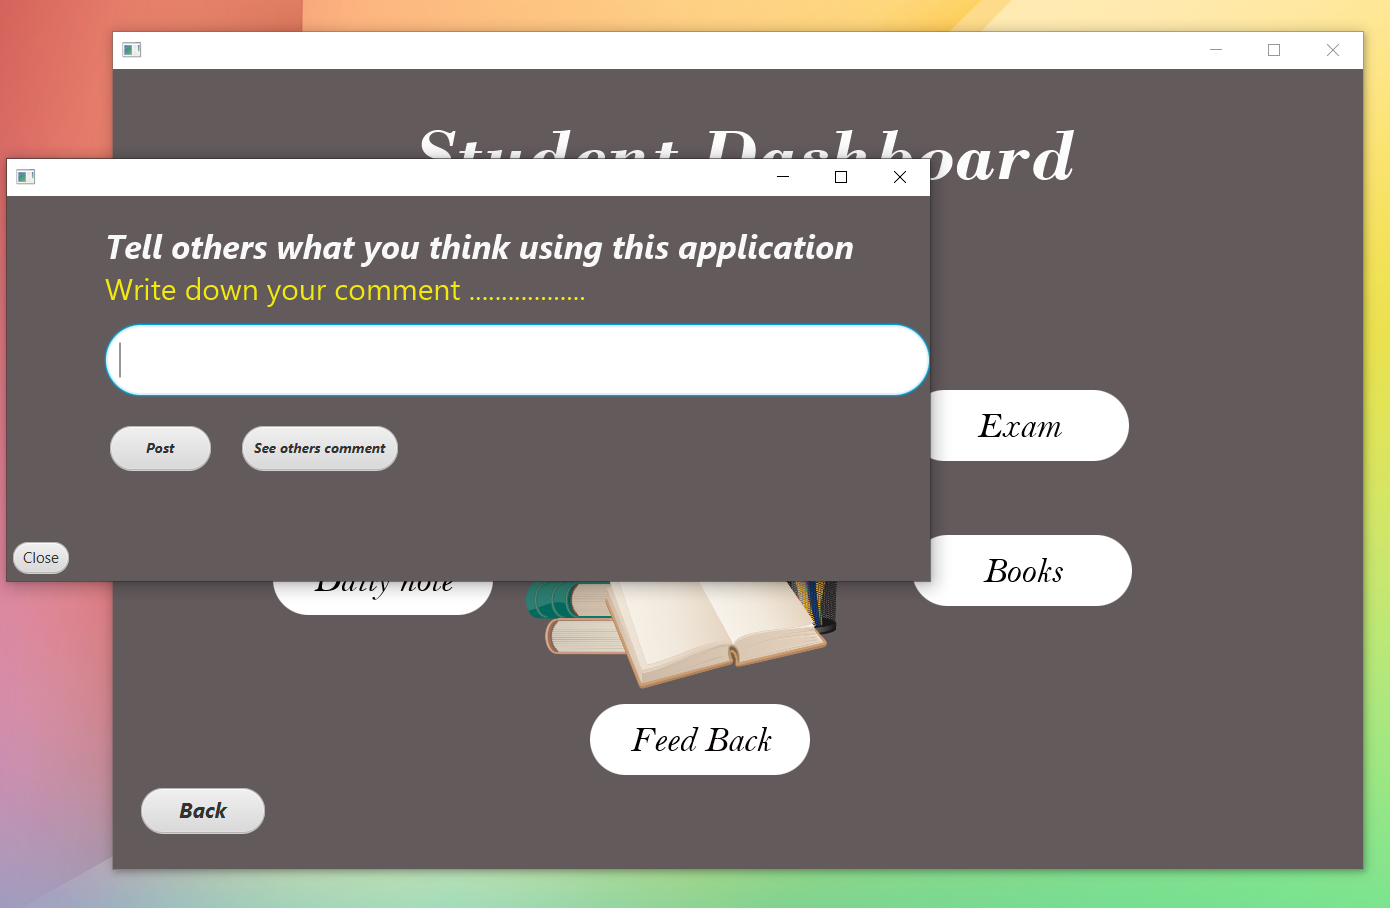 Student Dashboard
Tell others what you think using this application
Write down your comment ..................
Post
See others comment
Exam
Close
Daily note
Books
Feed Back
Back